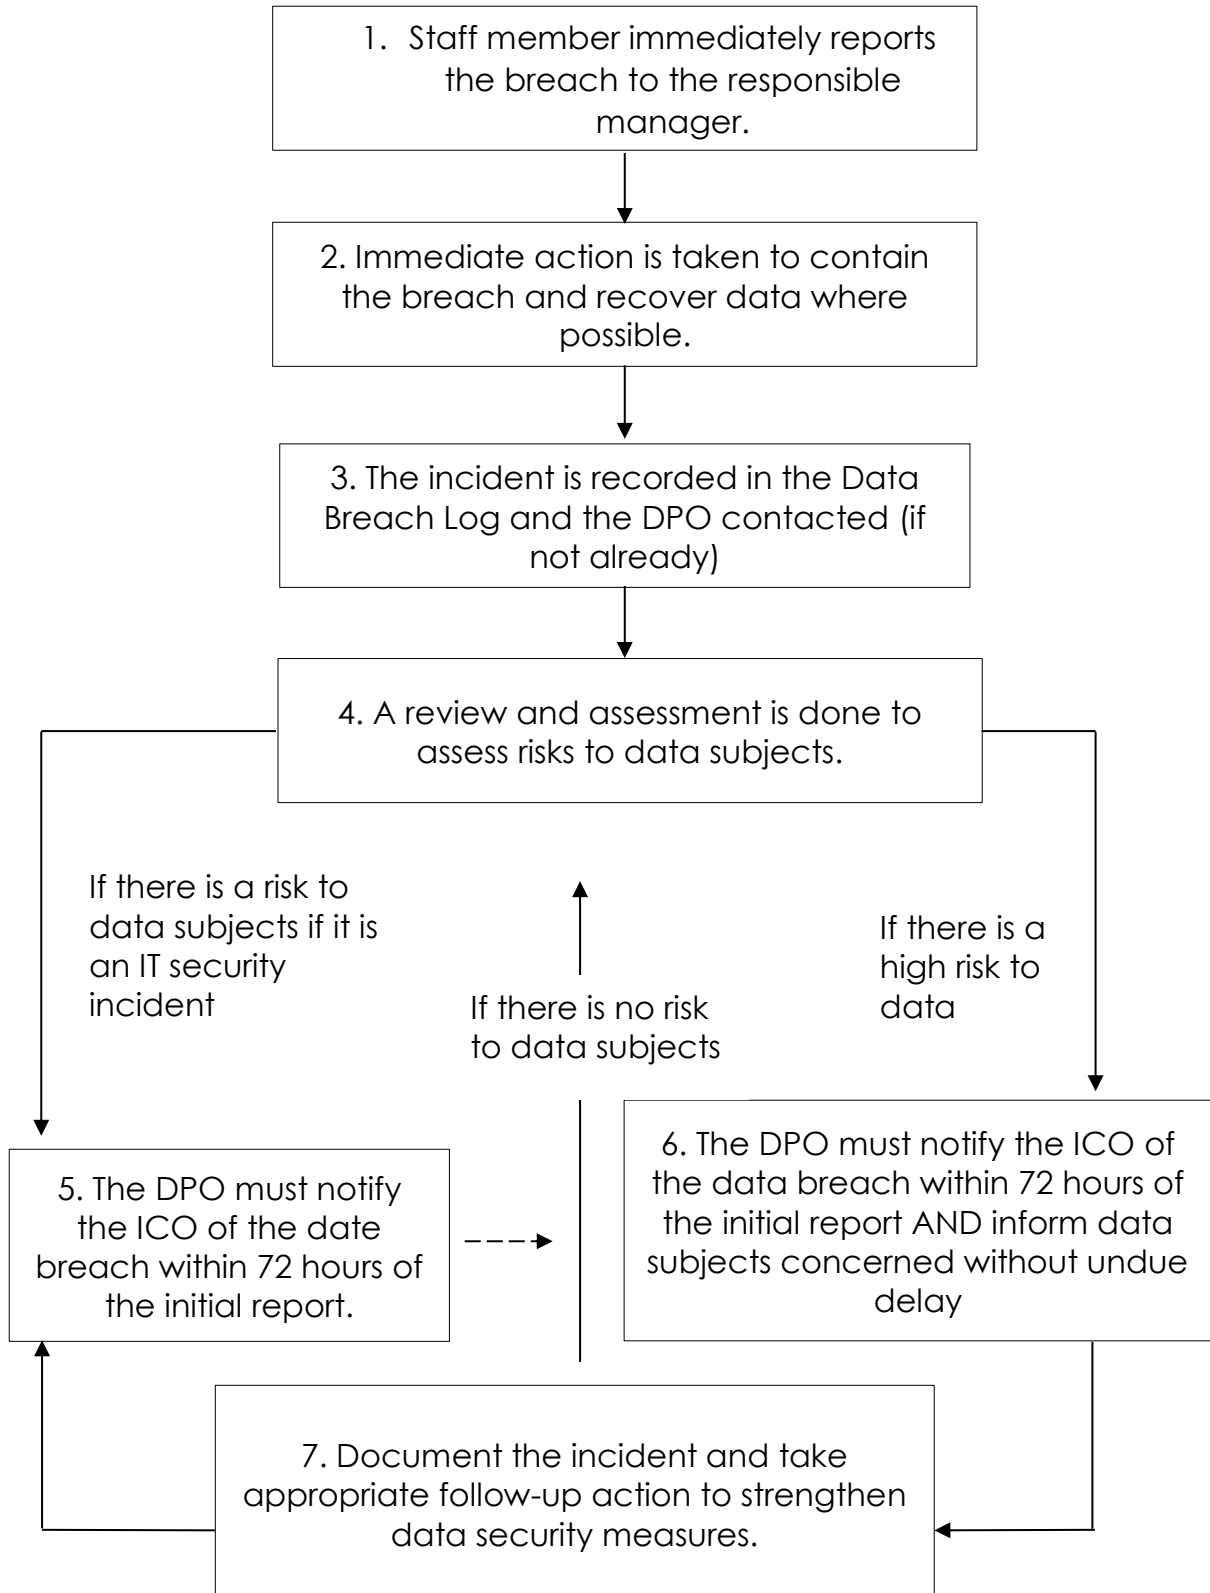 1. Staff member immediately reports
the breach to the responsible
manager.
2. Immediate action is taken to contain
the breach and recover data where
possible.
3. The incident is recorded in the Data
Breach Log and the DPO contacted (if
not already)
4. A review and assessment is done to
assess risks to data subjects.
If there is a risk to
data subjects if it is
an IT security
incident
If there is no risk
to data subjects
If there is a
high risk to
data
5. The DPO must notify
the ICO of the date
breach within 72 hours of
the initial report.
6. The DPO must notify the ICO of
the data breach within 72 hours of
the initial report AND inform data
subjects concerned without undue
delay
7. Document the incident and take
appropriate follow-up action to strengthen
data security measures.